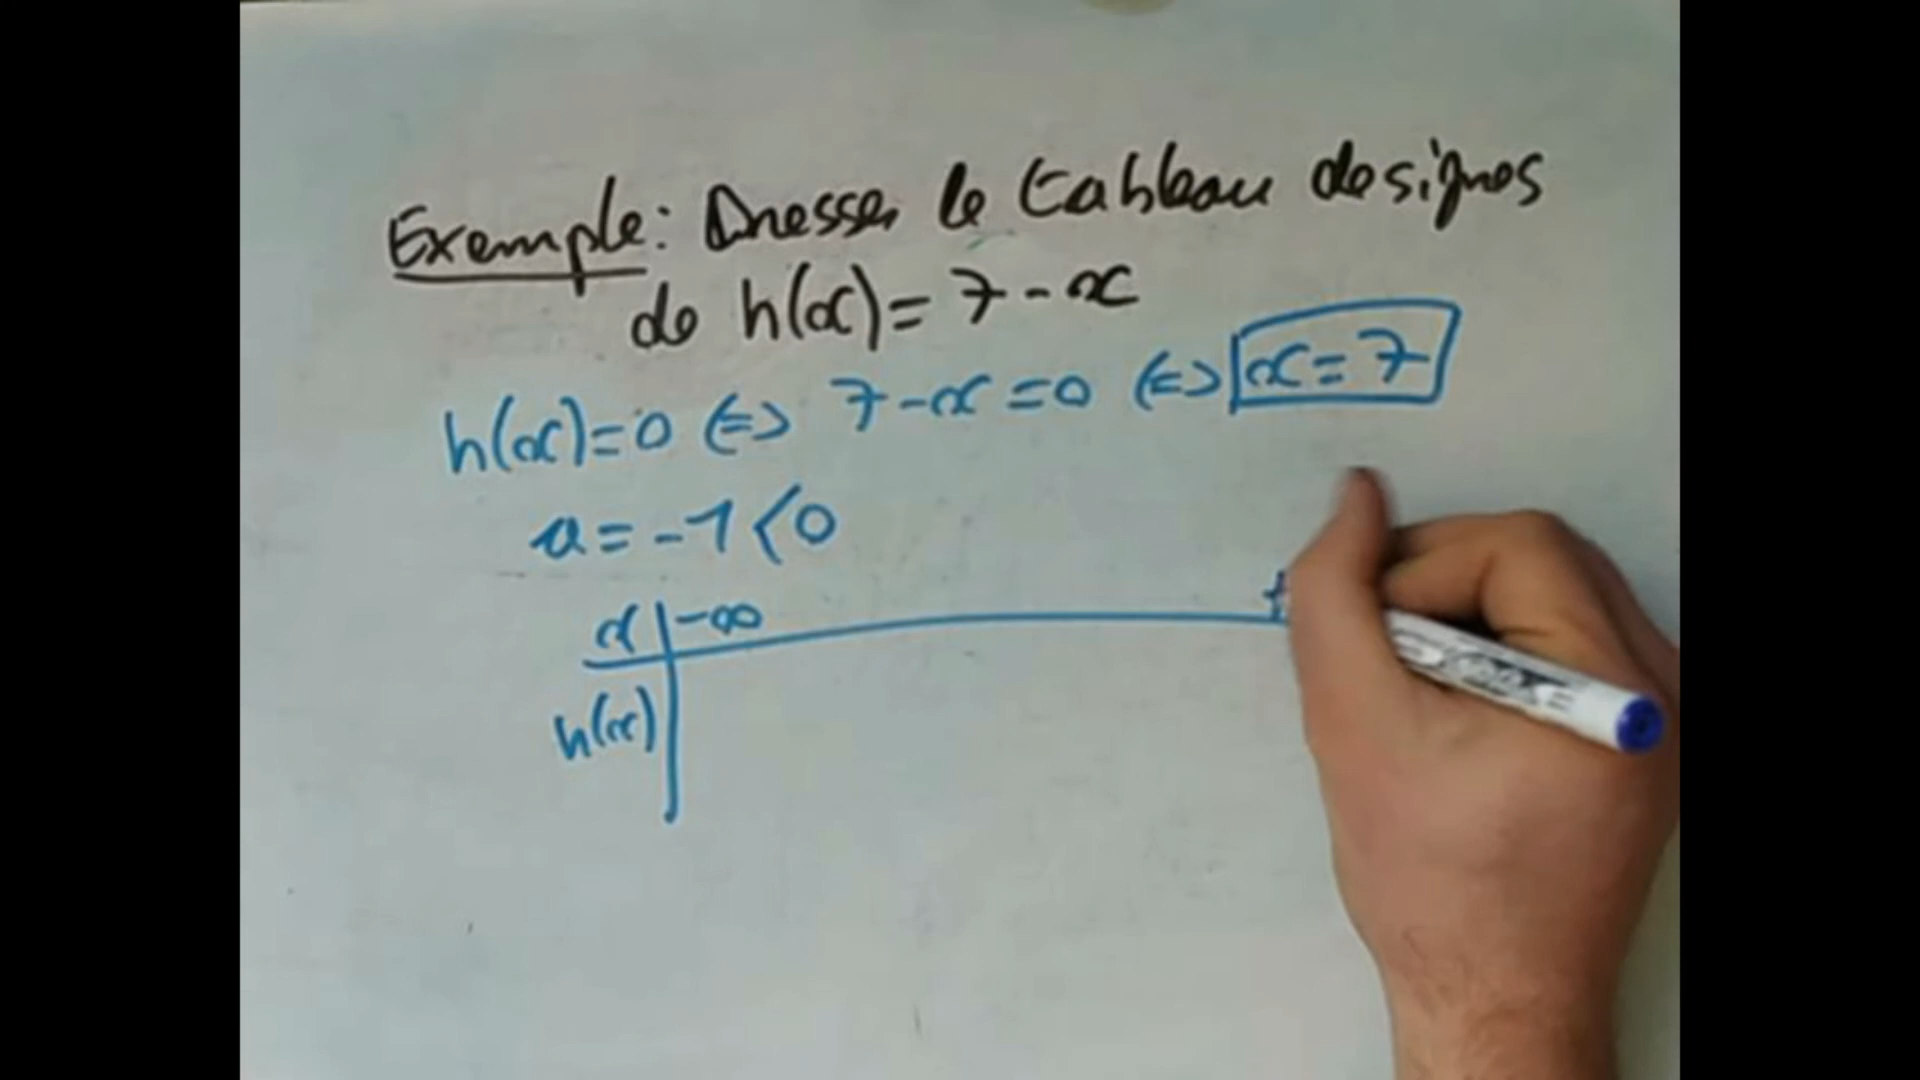 Exemple: Dresser le tableau de signes
de h(x) = 7 - x
h(x)=0 (=> 7-x=0 (=> x=7
a = -1 < 0
x -∞ +
h(x)